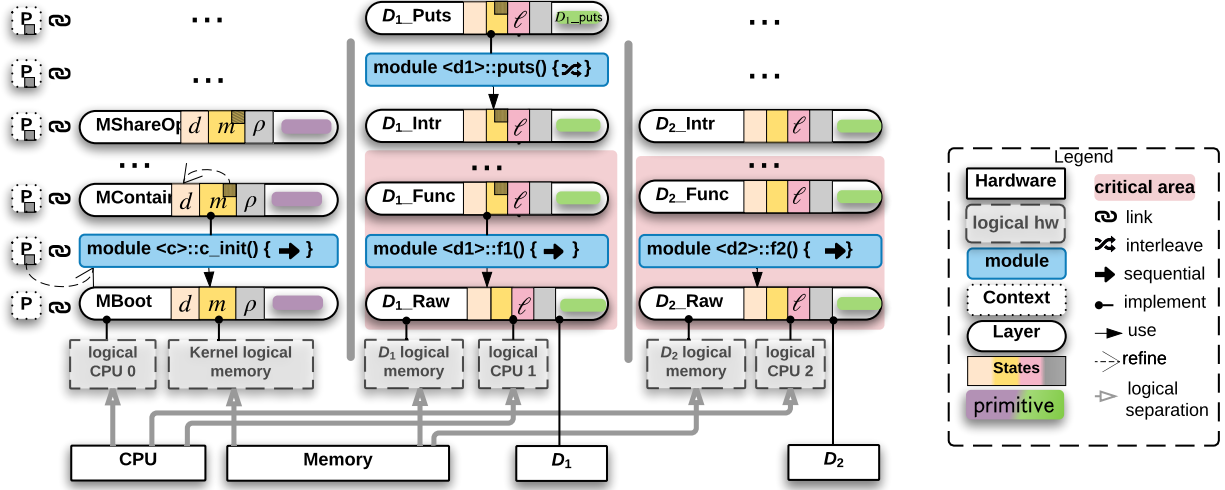 P ... D₁_Puts ℓ D₁_puts ...
P ... module <d1>::puts() { } ...
P MShareOp d m ρ D₁_Intr ℓ D₂_Intr ℓ
... ... ...
P MContain d m ρ D₁_Func ℓ D₂_Func ℓ
P module <c>::c_init() { } module <d1>::f1() { } module <d2>::f2() { }
P MBoot d m ρ D₁_Raw ℓ D₂_Raw ℓ
logical
CPU 0
Kernel logical
memory
D₁ logical
memory
logical
CPU 1
D₂ logical
memory
logical
CPU 2
CPU
Memory
D₁
D₂
Legend
Hardware
logical hw
module
Context
Layer
States
primitive
critical area
link
interleave
sequential
implement
use
refine
logical
separation